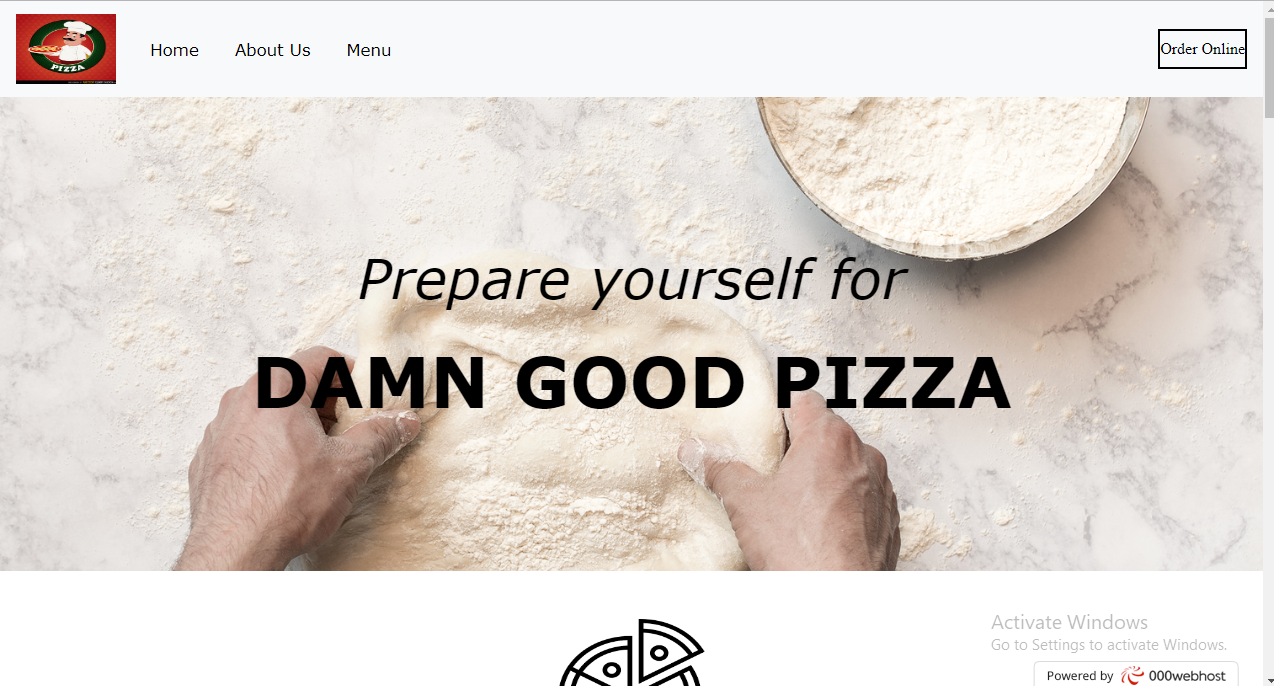 PIZZA
Home
About Us
Menu
Order Online
Prepare yourself for
DAMN GOOD PIZZA
Activate Windows
Go to Settings to activate Windows.
Powered by 000webhost